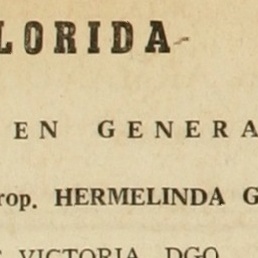 LORIDA
EN GENERA
rop. HERMELINDA G
VICTORIA, DGO.